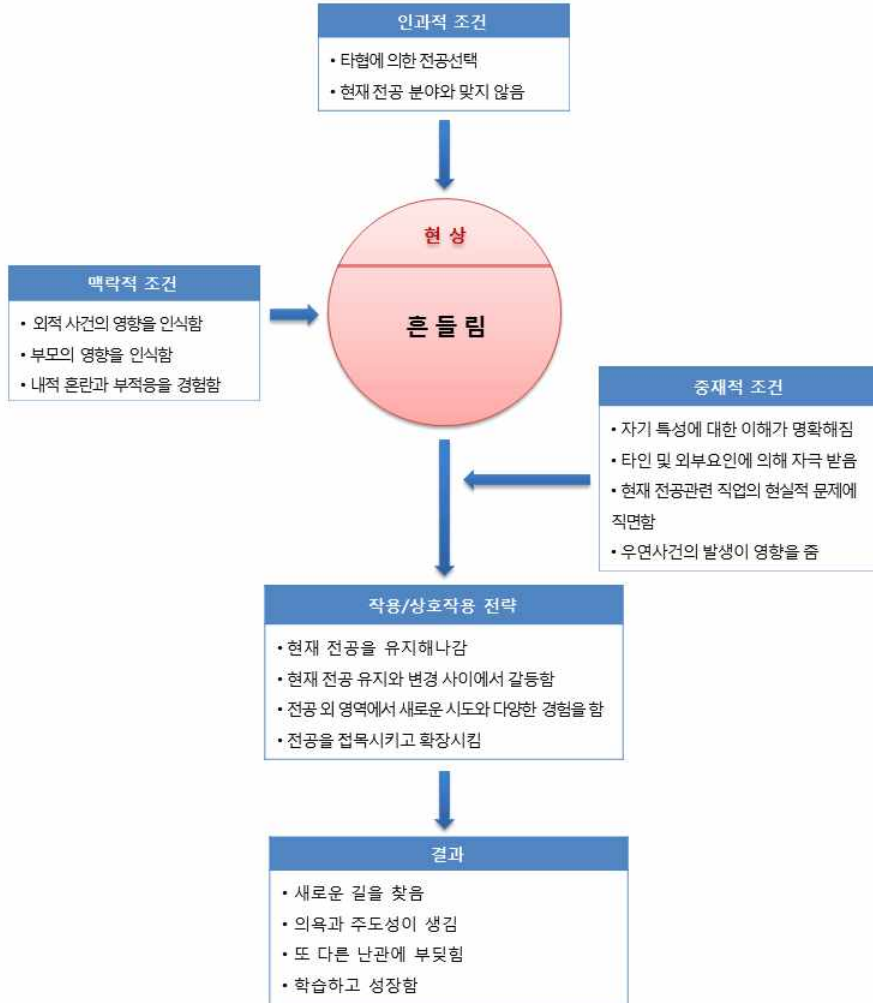 인과적 조건
• 타협에 의한 전공선택
• 현재 전공 분야와 맞지 않음
현 상
흔 들 림
맥락적 조건
• 외적 사건의 영향을 인식함
• 부모의 영향을 인식함
• 내적 혼란과 부적응을 경험함
중재적 조건
• 자기 특성에 대한 이해가 명확해짐
• 타인 및 외부요인에 의해 자극 받음
• 현재 전공관련 직업의 현실적 문제에
직면함
• 우연사건의 발생이 영향을 줌
작용/상호작용 전략
• 현재 전공을 유지해나감
• 현재 전공 유지와 변경 사이에서 갈등함
• 전공 외 영역에서 새로운 시도와 다양한 경험을 함
• 전공을 접목시키고 확장시킴
결과
• 새로운 길을 찾음
• 의욕과 주도성이 생김
• 또 다른 난관에 부딪힘
• 학습하고 성장함